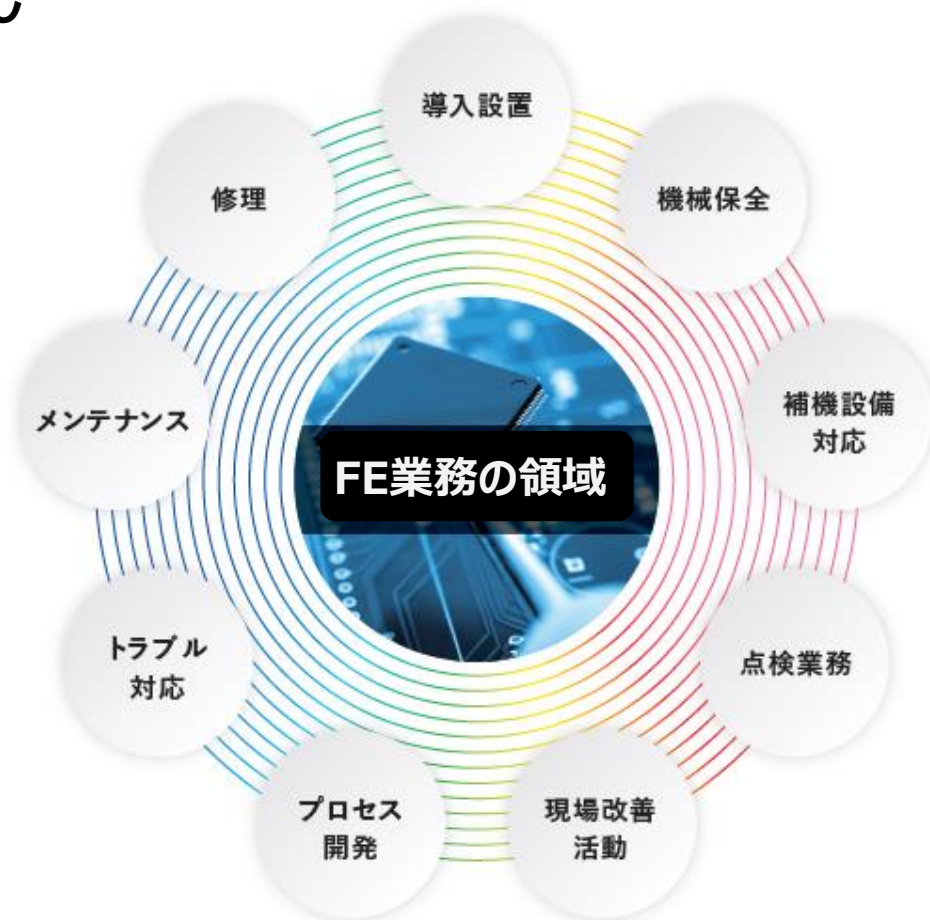 導入設置
機械保全
補機設備
対応
点検業務
現場改善
活動
プロセス
開発
トラブル
対応
メンテナンス
修理
FE業務の領域